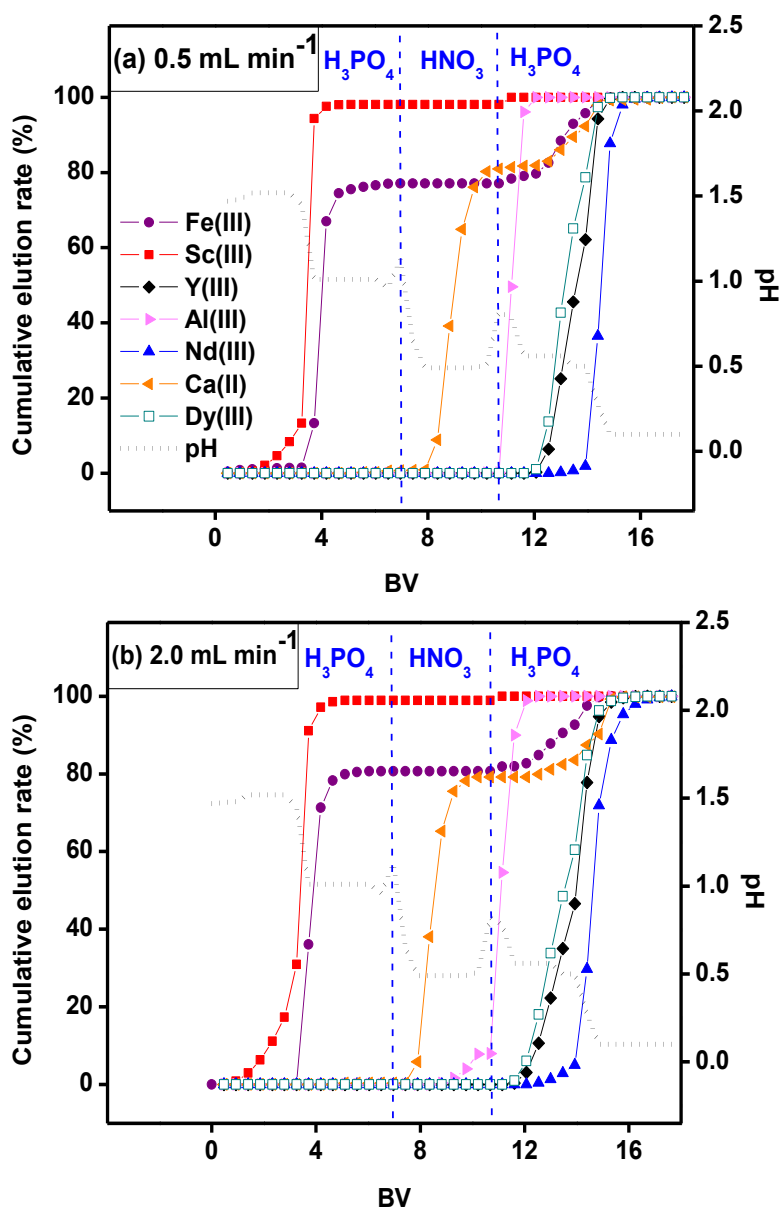 (a) 0.5 mL min⁻¹
H₃PO₄ HNO₃ H₃PO₄
Cumulative elution rate (%)
100
80
60
40
20
0
Fe(III)
Sc(III)
Y(III)
Al(III)
Nd(III)
Ca(II)
Dy(III)
pH
2.5
2.0
1.5
1.0
0.5
0.0
pH
0 4 8 12 16
BV
(b) 2.0 mL min⁻¹
H₃PO₄ HNO₃ H₃PO₄
Cumulative elution rate (%)
100
80
60
40
20
0
2.5
2.0
1.5
1.0
0.5
0.0
pH
0 4 8 12 16
BV